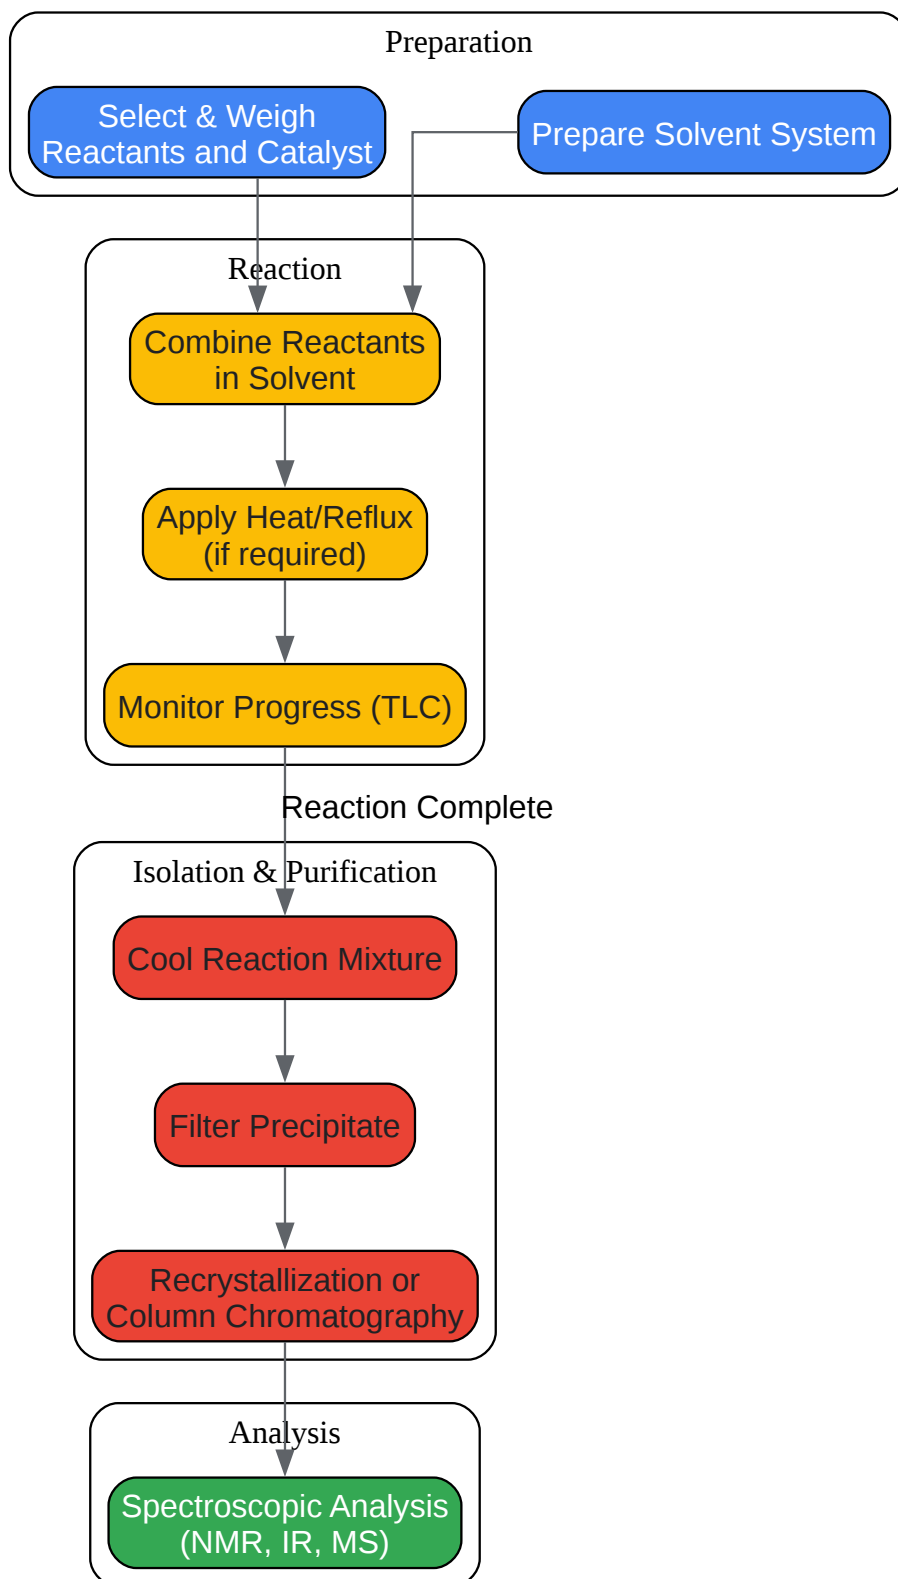 Preparation
Select & Weigh
Reactants and Catalyst
Prepare Solvent System
Reaction
Combine Reactants
in Solvent
Apply Heat/Reflux
(if required)
Monitor Progress (TLC)
Reaction Complete
Isolation & Purification
Cool Reaction Mixture
Filter Precipitate
Recrystallization or
Column Chromatography
Analysis
Spectroscopic Analysis
(NMR, IR, MS)